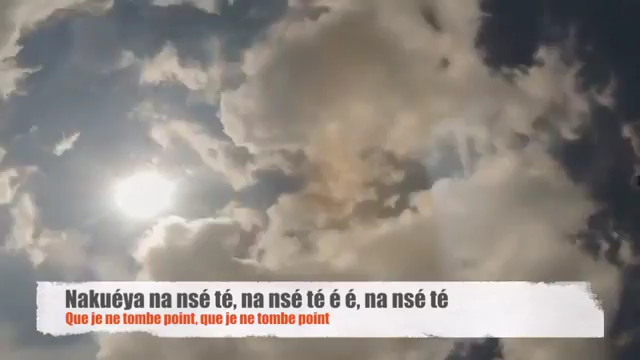 Nakuéya na nsé té, na nsé té é é, na nsé té
Que je ne tombe point, que je ne tombe point